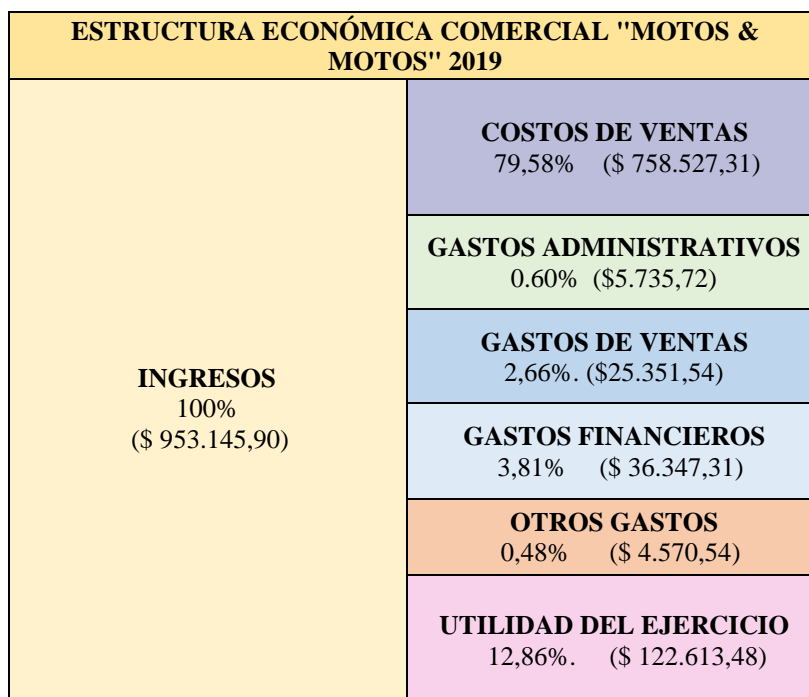 ESTRUCTURA ECONÓMICA COMERCIAL "MOTOS &
MOTOS" 2019
INGRESOS
100%
($ 953.145,90)
COSTOS DE VENTAS
79,58% ($ 758.527,31)
GASTOS ADMINISTRATIVOS
0.60% ($5.735,72)
GASTOS DE VENTAS
2,66%. ($25.351,54)
GASTOS FINANCIEROS
3,81% ($ 36.347,31)
OTROS GASTOS
0,48% ($ 4.570,54)
UTILIDAD DEL EJERCICIO
12,86%. ($ 122.613,48)